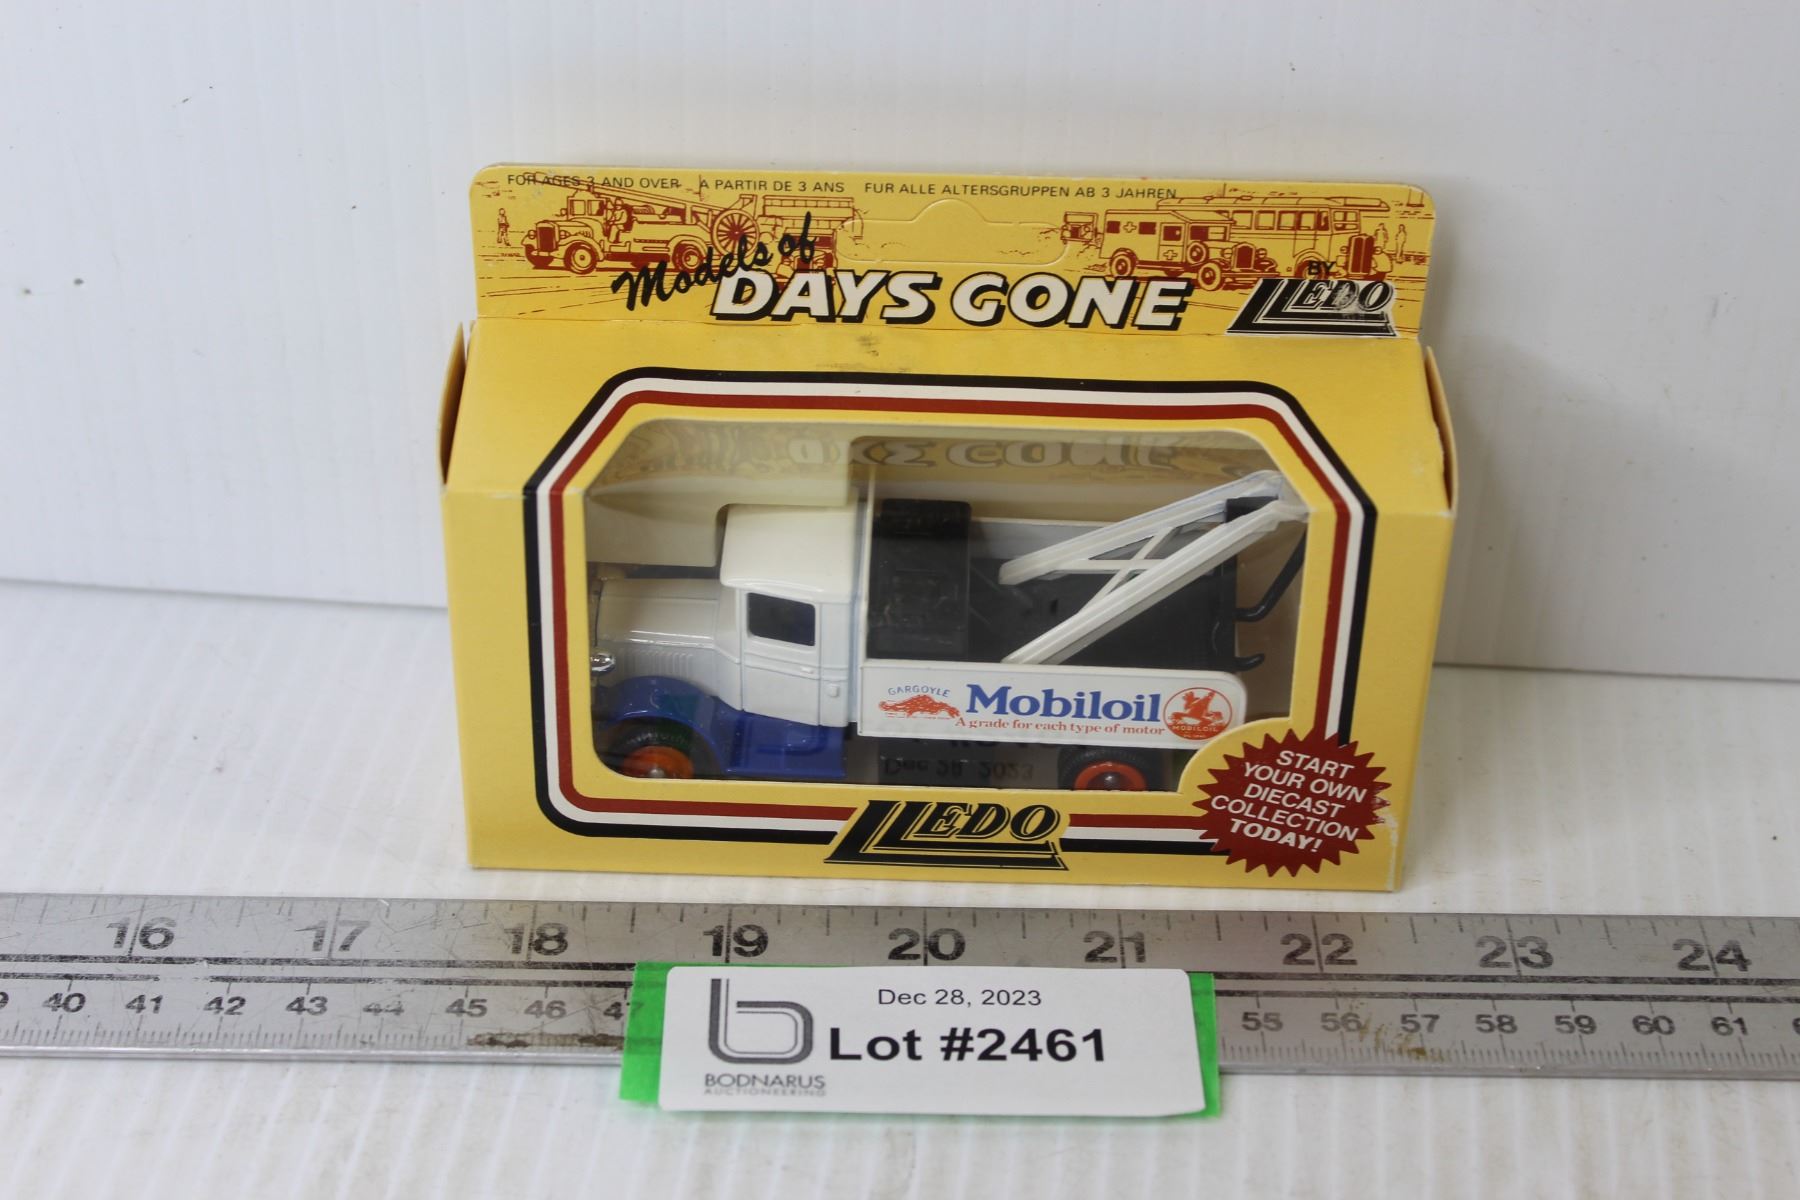 FOR AGES 3 AND OVER A PARTIR DE 3 ANS FUR ALLE ALTERSGRUPPEN AB 3 JAHREN
Models of
DAYS GONE
BY
LLEDO
GARGOYLE
Mobiloil
A grade for each type of motor
MOBILOIL
START
YOUR OWN
DIECAST
COLLECTION
TODAY!
LLEDO
16 17 18 19 20 21 22 23 24
40 41 42 43 44 45 46 55 56 57 58 59 60 61
Dec 28, 2023
Lot #2461
BODNARUS
AUCTIONEERING